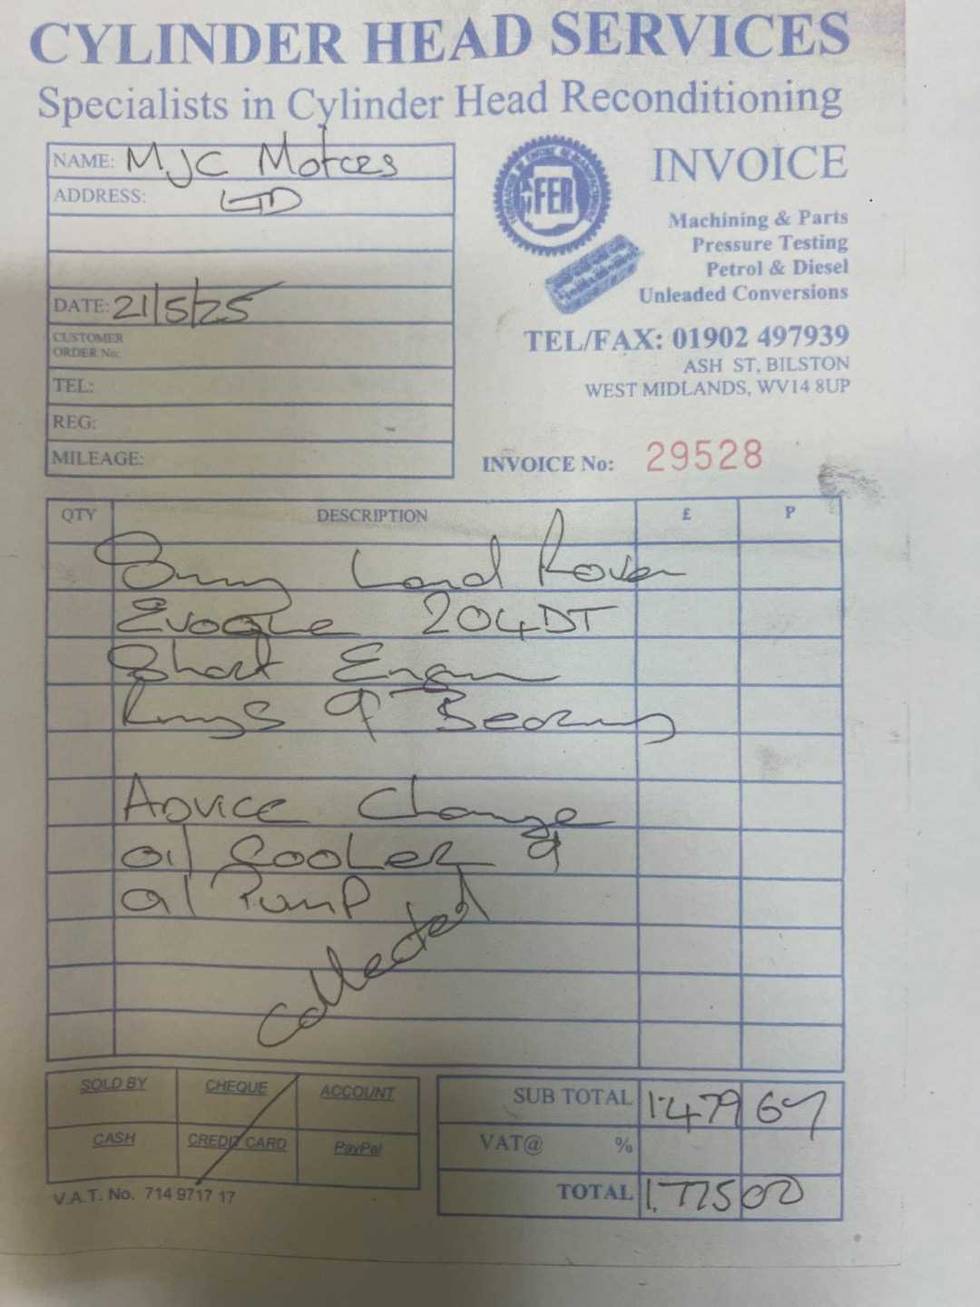 CYLINDER HEAD SERVICES
Specialists in Cylinder Head Reconditioning
NAME: MJC Motors
ADDRESS: LTD
DATE: 21/5/25
CUSTOMER
ORDER No:
TEL:
REG:
MILEAGE:
FER
INVOICE
Machining & Parts
Pressure Testing
Petrol & Diesel
Unleaded Conversions
TEL/FAX: 01902 497939
ASH ST, BILSTON
WEST MIDLANDS, WV14 8UP
INVOICE No: 29528
QTY DESCRIPTION £ P
Land Rover
Evoque 204DT
Short Engine
Rings & Bearings
Advice Change
oil Cooler &
oil Pump
collected
SOLD BY CHEQUE ACCOUNT
CASH CREDIT CARD PayPal
V.A.T. No. 714 9717 17
SUB TOTAL 1,479 67
VAT@ %
TOTAL 1,775 00